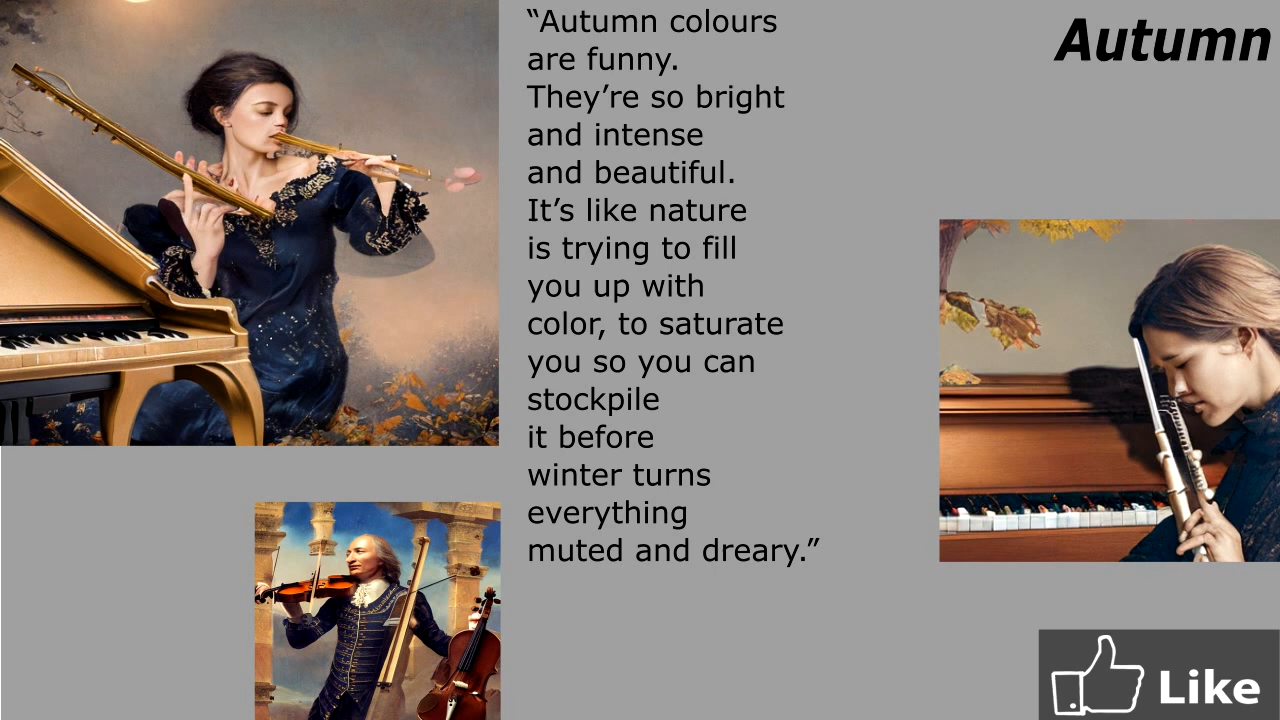 “Autumn colours
are funny.
They’re so bright
and intense
and beautiful.
It’s like nature
is trying to fill
you up with
color, to saturate
you so you can
stockpile
it before
winter turns
everything
muted and dreary.”
Autumn
Like